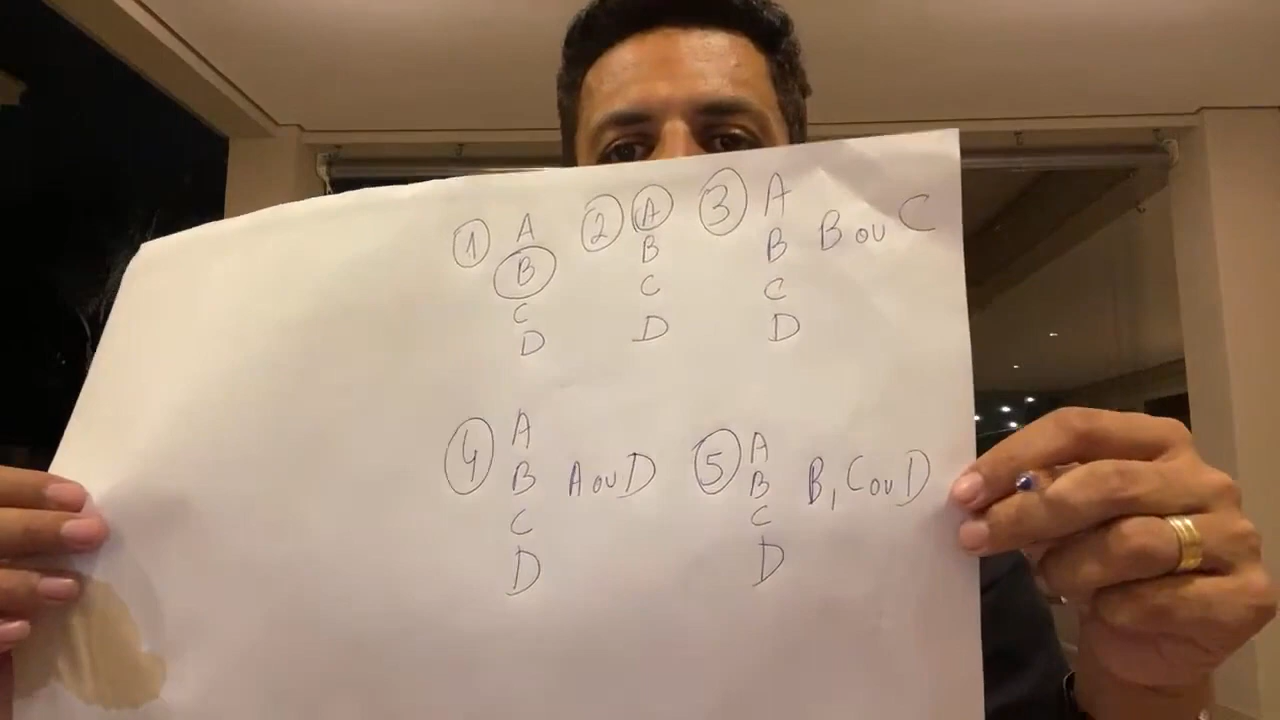 1 A 2 A 3 A
B B B B ou C
C C C
D D D
4 A 5 A
B A ou D B B, C ou D
C C
D D